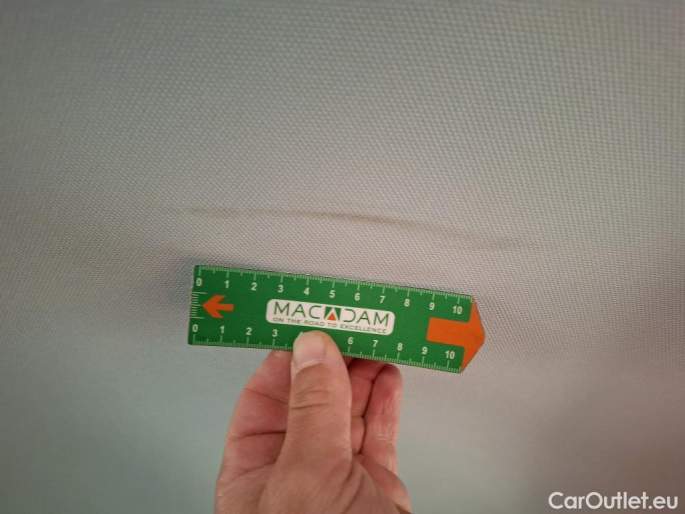 0 1 2 3 4 5 6 7 8 9 10
MACADAM
ON THE ROAD TO EXCELLENCE
0 1 2 3 4 6 7 8 9 10
CarOutlet.eu